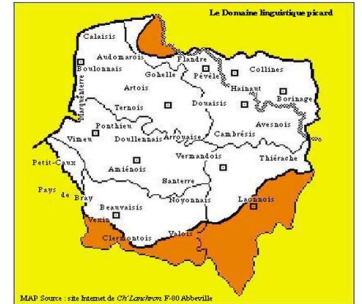 Le Domaine linguistique picard
Calaisis
Audomarois
Flandre
Boulonnais
Gohelle
Pévèle
Collines
Hainaut
Marquenterre
Artois
Borinage
Ternois
Douaisis
Ponthieu
Avesnois
Vimeu
Doullennais
Arrouaise
Cambrésis
Petit-Caux
Vermandois
Thiérache
Amiénois
Pays de Bray
Santerre
Beauvaisis
Noyonnais
Laonnois
Vexin
Clermontois
Valois
MAP Source : site Internet de Ch'Lanchron F-80 Abbeville